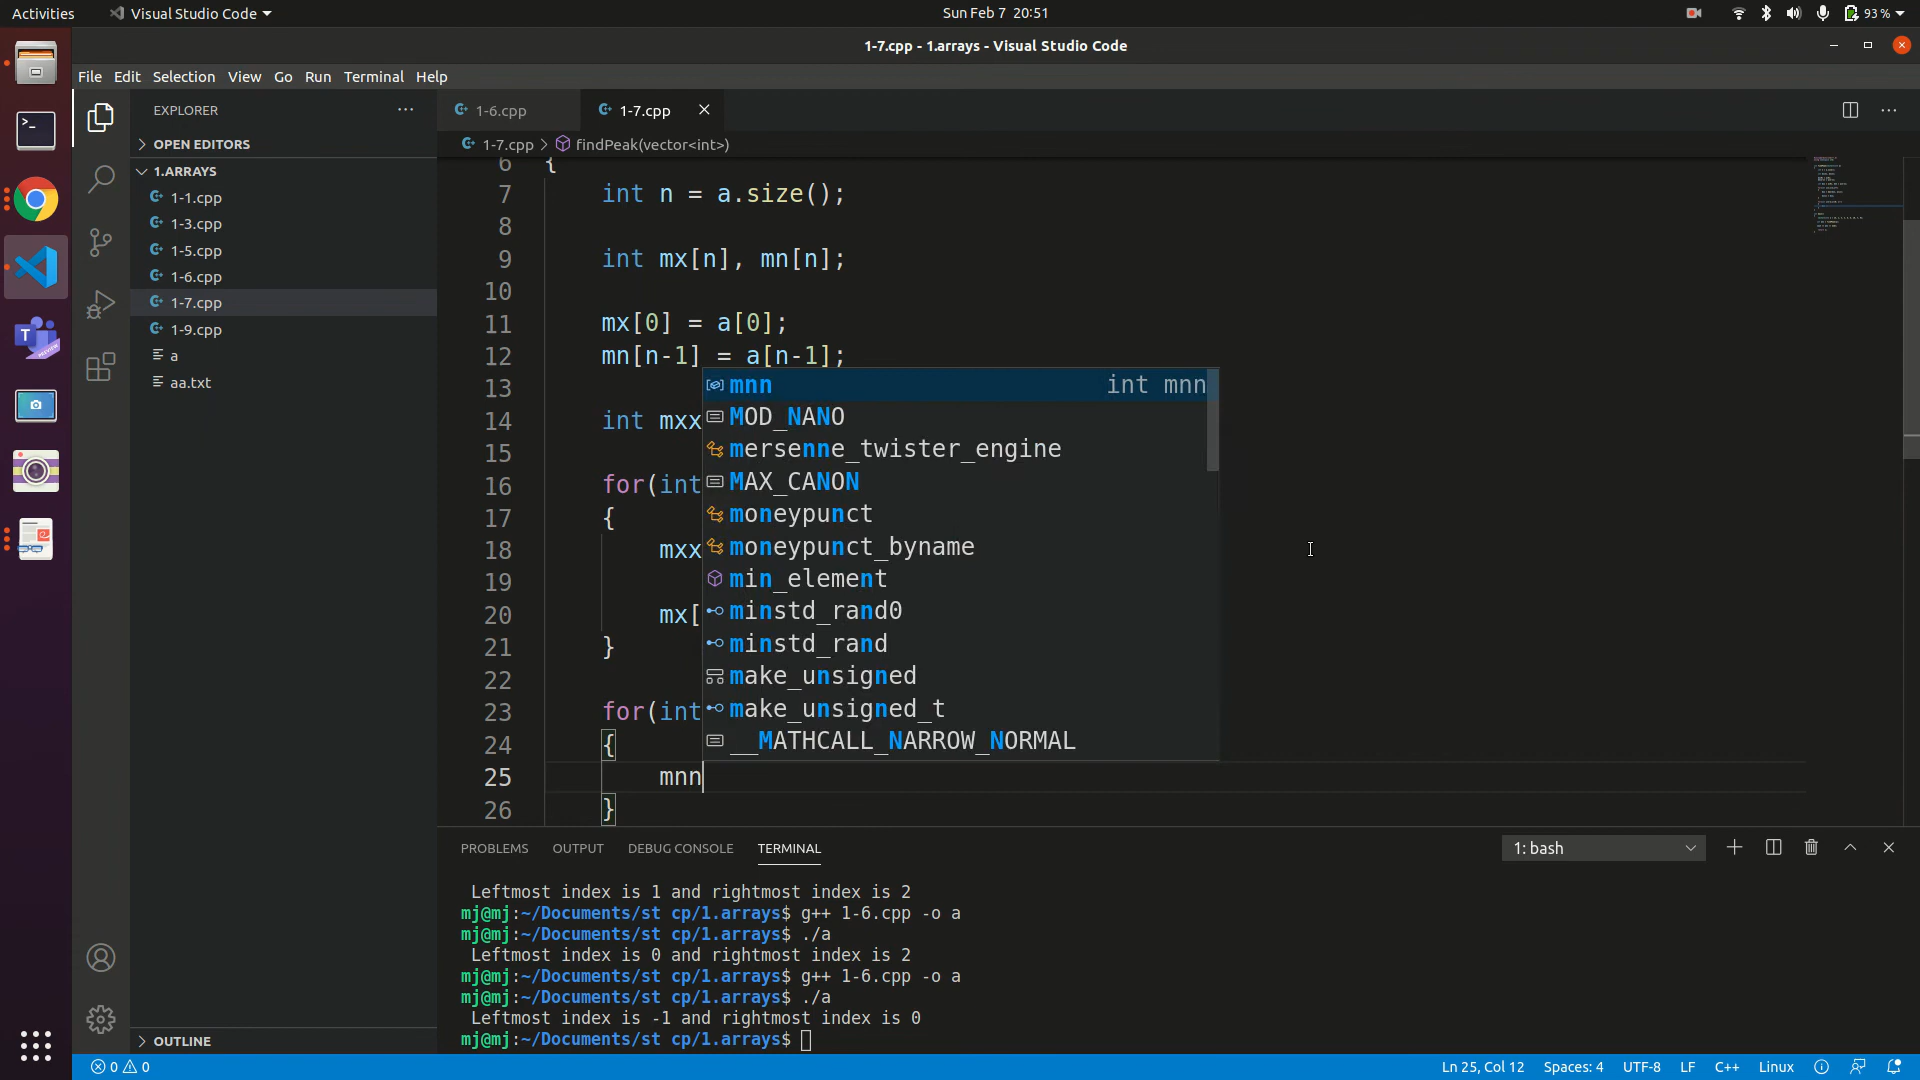 Activities
Visual Studio Code
Sun Feb 7 20:51
93 %
1-7.cpp - 1.arrays - Visual Studio Code
File Edit Selection View Go Run Terminal Help
EXPLORER
OPEN EDITORS
1.ARRAYS
1-1.cpp
1-3.cpp
1-5.cpp
1-6.cpp
1-7.cpp
1-9.cpp
a
aa.txt
OUTLINE
1-6.cpp
1-7.cpp
1-7.cpp > findPeak(vector<int>)
6 {
7 int n = a.size();
8
9 int mx[n], mn[n];
10
11 mx[0] = a[0];
12 mn[n-1] = a[n-1];
13
14 int mxx
15
16 for(int
17 {
18 mxx
19
20 mx[
21 }
22
23 for(int
24 {
25 mnn
26 }
mnn int mnn
MOD_NANO
mersenne_twister_engine
MAX_CANON
moneypunct
moneypunct_byname
min_element
minstd_rand0
minstd_rand
make_unsigned
make_unsigned_t
__MATHCALL_NARROW_NORMAL
PROBLEMS OUTPUT DEBUG CONSOLE TERMINAL
1: bash
Leftmost index is 1 and rightmost index is 2
mj@mj:~/Documents/st cp/1.arrays$ g++ 1-6.cpp -o a
mj@mj:~/Documents/st cp/1.arrays$ ./a
Leftmost index is 0 and rightmost index is 2
mj@mj:~/Documents/st cp/1.arrays$ g++ 1-6.cpp -o a
mj@mj:~/Documents/st cp/1.arrays$ ./a
Leftmost index is -1 and rightmost index is 0
mj@mj:~/Documents/st cp/1.arrays$
0 0
Ln 25, Col 12 Spaces: 4 UTF-8 LF C++ Linux